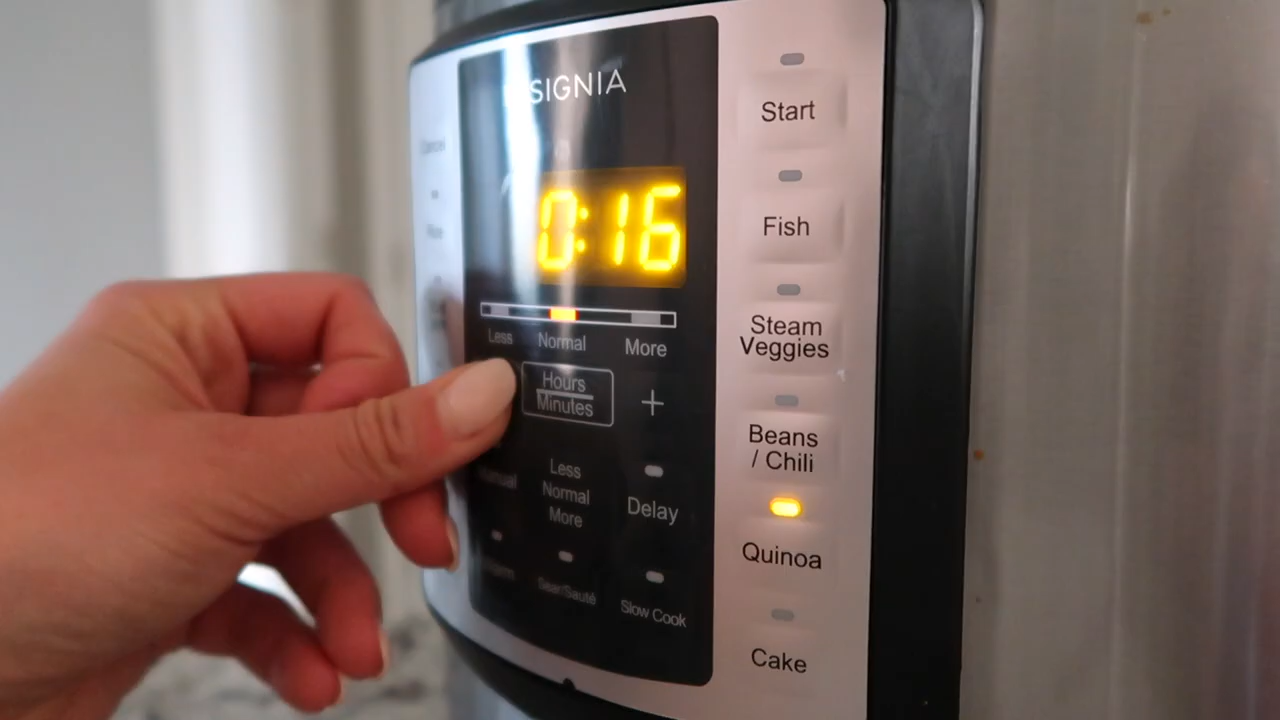 INSIGNIA
0:16
Less Normal More
Hours
Minutes
+
Less
Normal
More
Delay
Sear/Sauté
Slow Cook
Start
Fish
Steam
Veggies
Beans
/ Chili
Quinoa
Cake